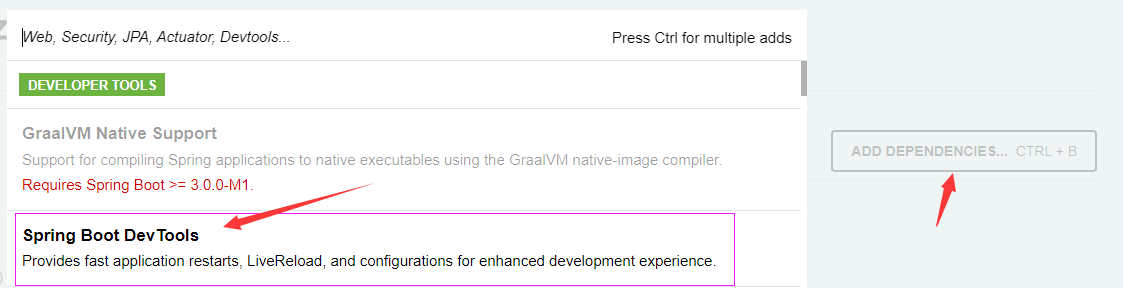 Web, Security, JPA, Actuator, Devtools...
Press Ctrl for multiple adds
DEVELOPER TOOLS
GraalVM Native Support
Support for compiling Spring applications to native executables using the GraalVM native-image compiler.
Requires Spring Boot >= 3.0.0-M1.
ADD DEPENDENCIES... CTRL + B
Spring Boot DevTools
Provides fast application restarts, LiveReload, and configurations for enhanced development experience.